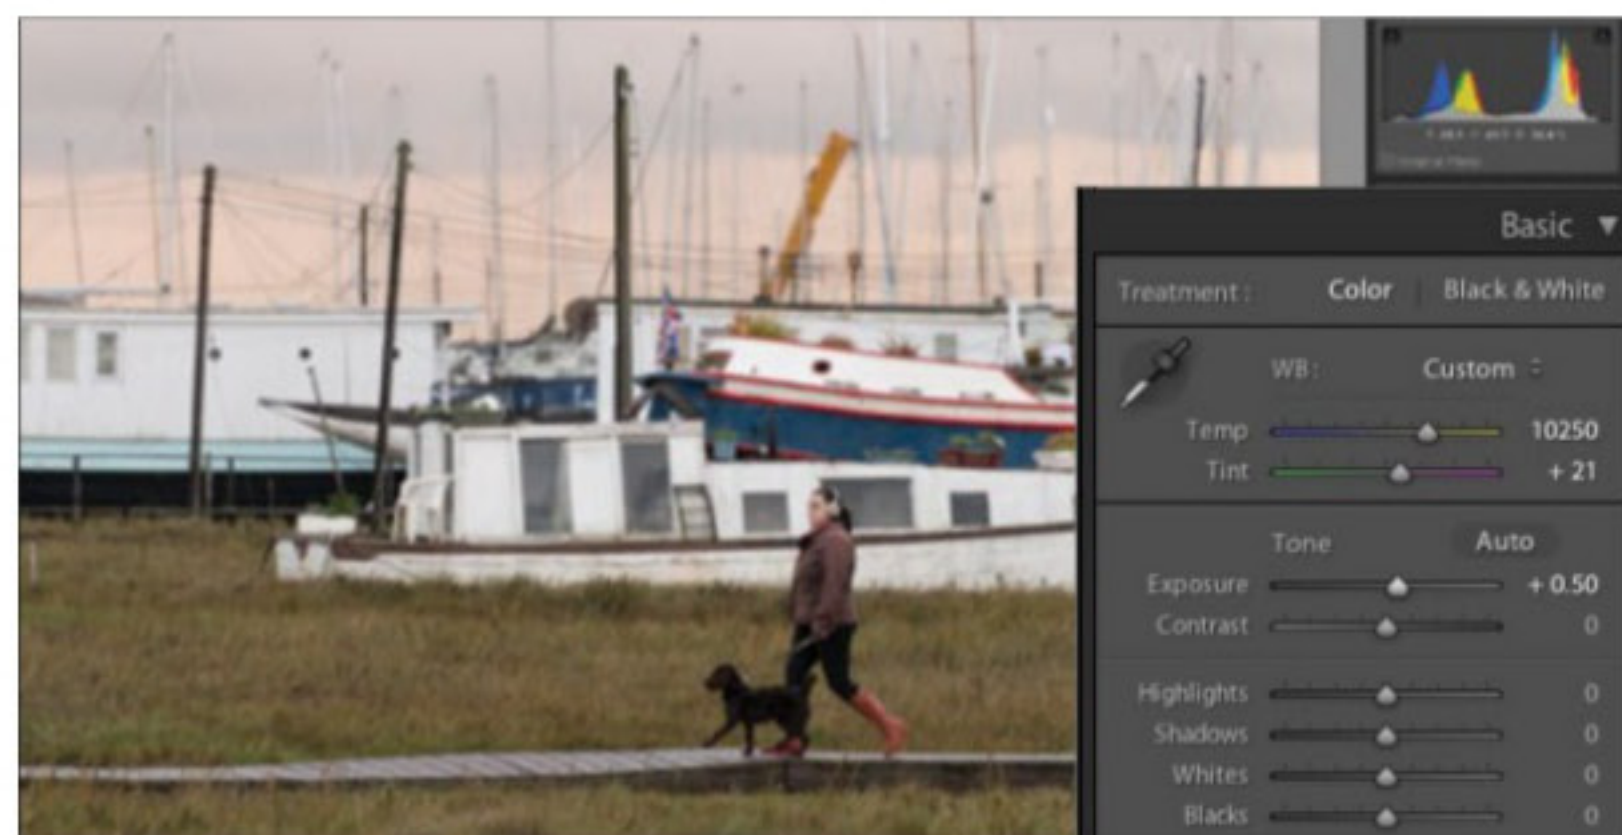 Basic
Treatment : Color Black & White
WB : Custom
Temp 10250
Tint + 21
Tone Auto
Exposure + 0.50
Contrast 0
Highlights 0
Shadows 0
Whites 0
Blacks 0